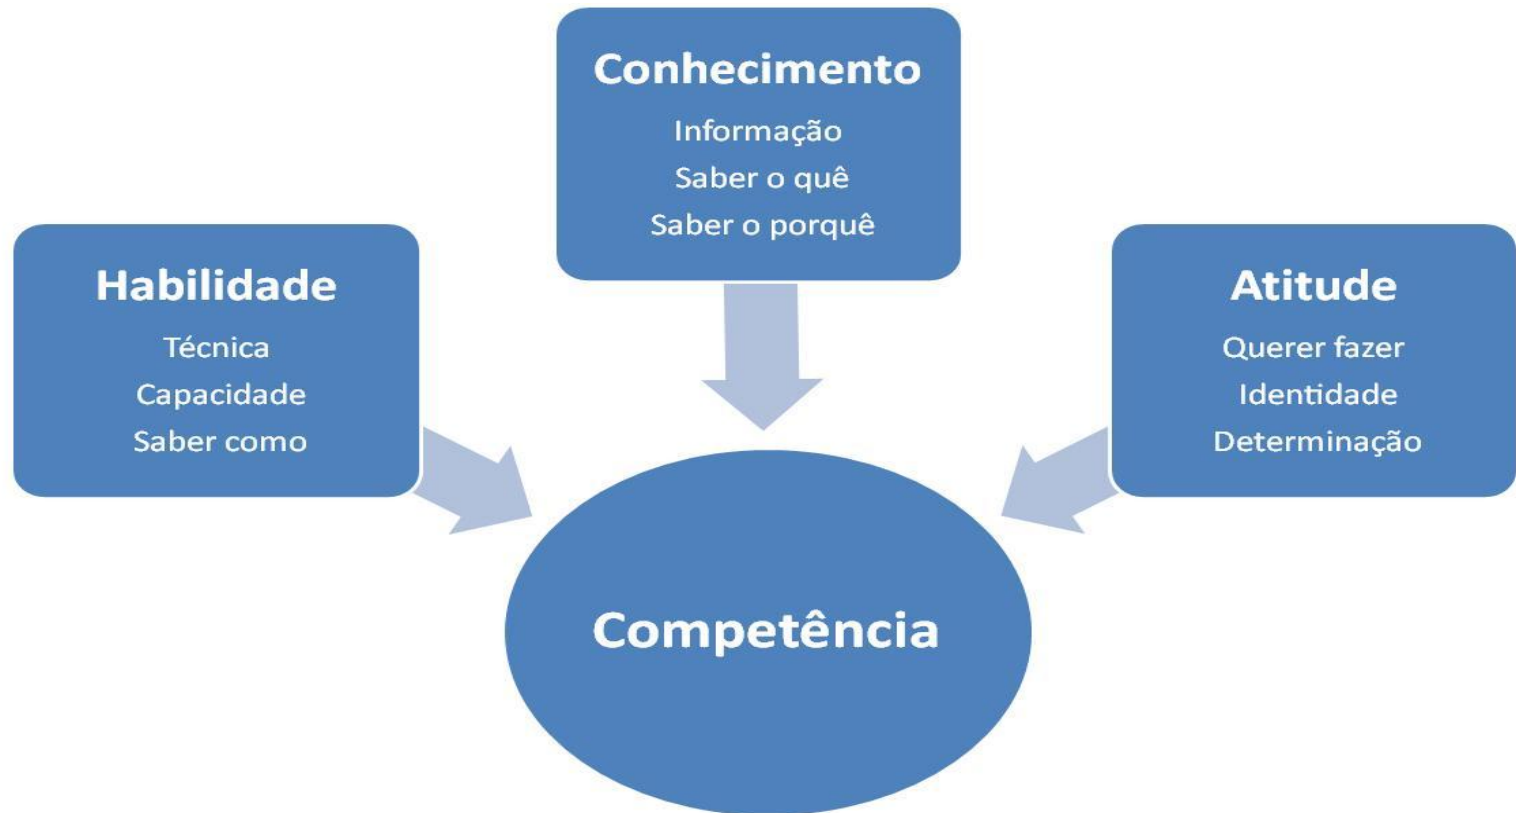 Conhecimento
Informação
Saber o quê
Saber o porquê
Habilidade
Técnica
Capacidade
Saber como
Atitude
Querer fazer
Identidade
Determinação
Competência